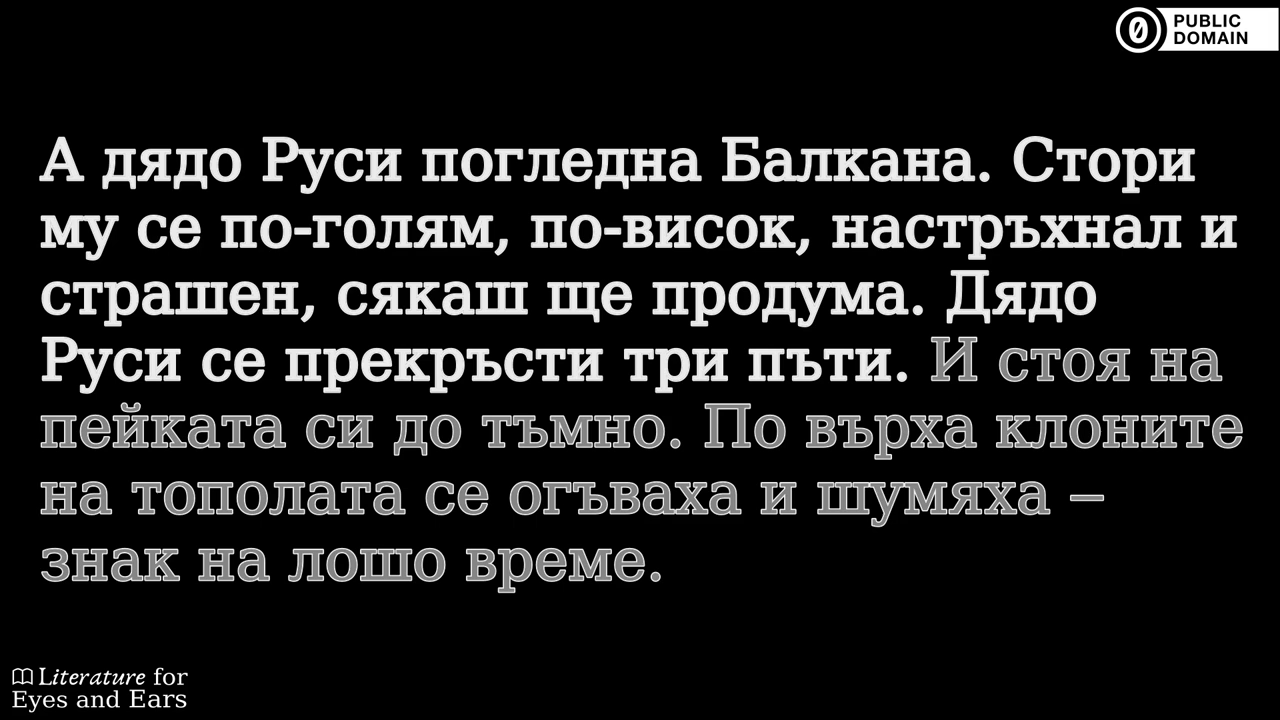 PUBLIC
DOMAIN
А дядо Руси погледна Балкана. Стори
му се по-голям, по-висок, настръхнал и
страшен, сякаш ще продума. Дядо
Руси се прекръсти три пъти. И стоя на
пейката си до тъмно. По върха клоните
на тополата се огъваха и шумяха –
знак на лошо време.
Literature for
Eyes and Ears